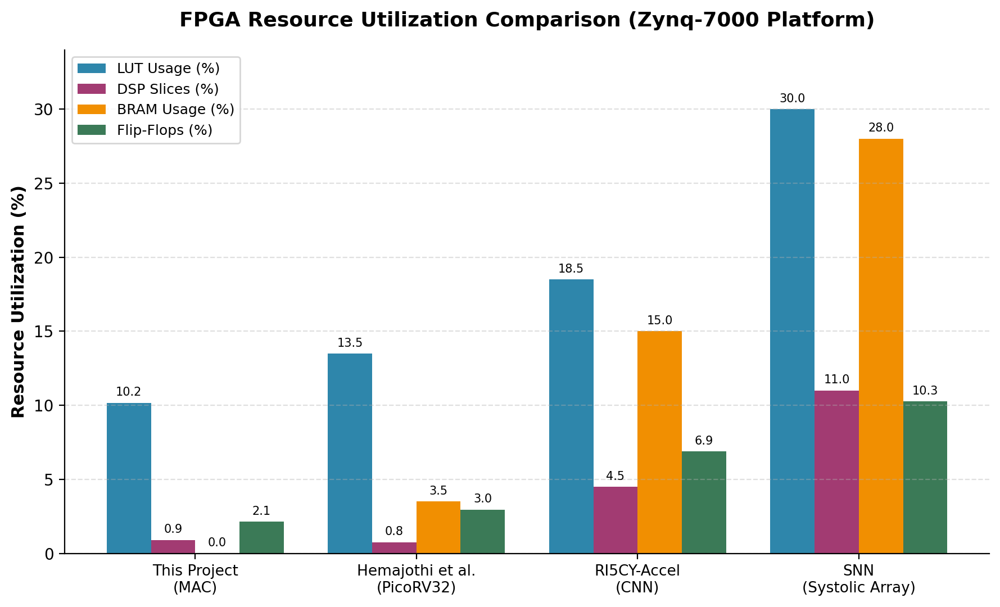 FPGA Resource Utilization Comparison (Zynq-7000 Platform)
LUT Usage (%)
DSP Slices (%)
BRAM Usage (%)
Flip-Flops (%)
Resource Utilization (%)
30
25
20
15
10
5
0
10.2
0.9
0.0
2.1
13.5
0.8
3.5
3.0
18.5
4.5
15.0
6.9
30.0
11.0
28.0
10.3
This Project
(MAC)
Hemajothi et al.
(PicoRV32)
RI5CY-Accel
(CNN)
SNN
(Systolic Array)